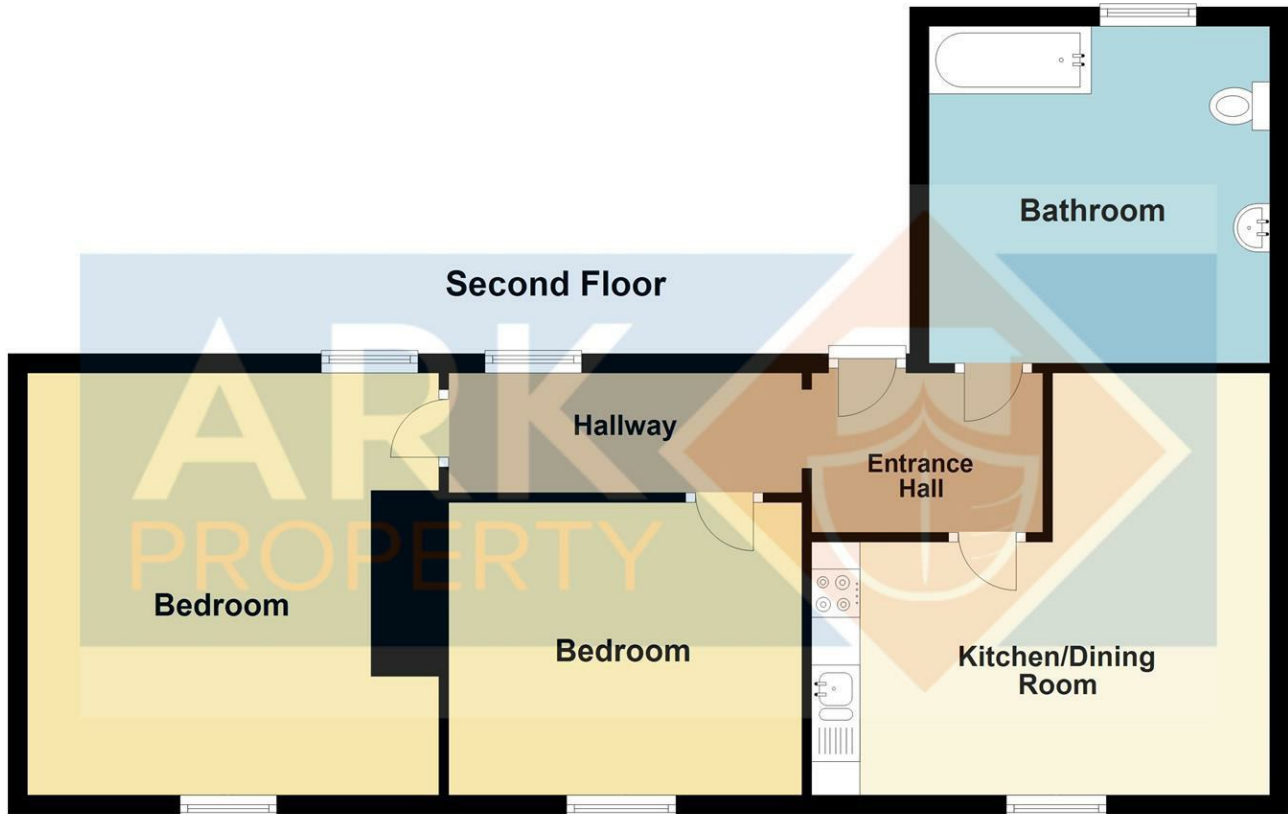 Bathroom
Second Floor
ARK
PROPERTY
Hallway
Entrance
Hall
Bedroom
Bedroom
Kitchen/Dining
Room